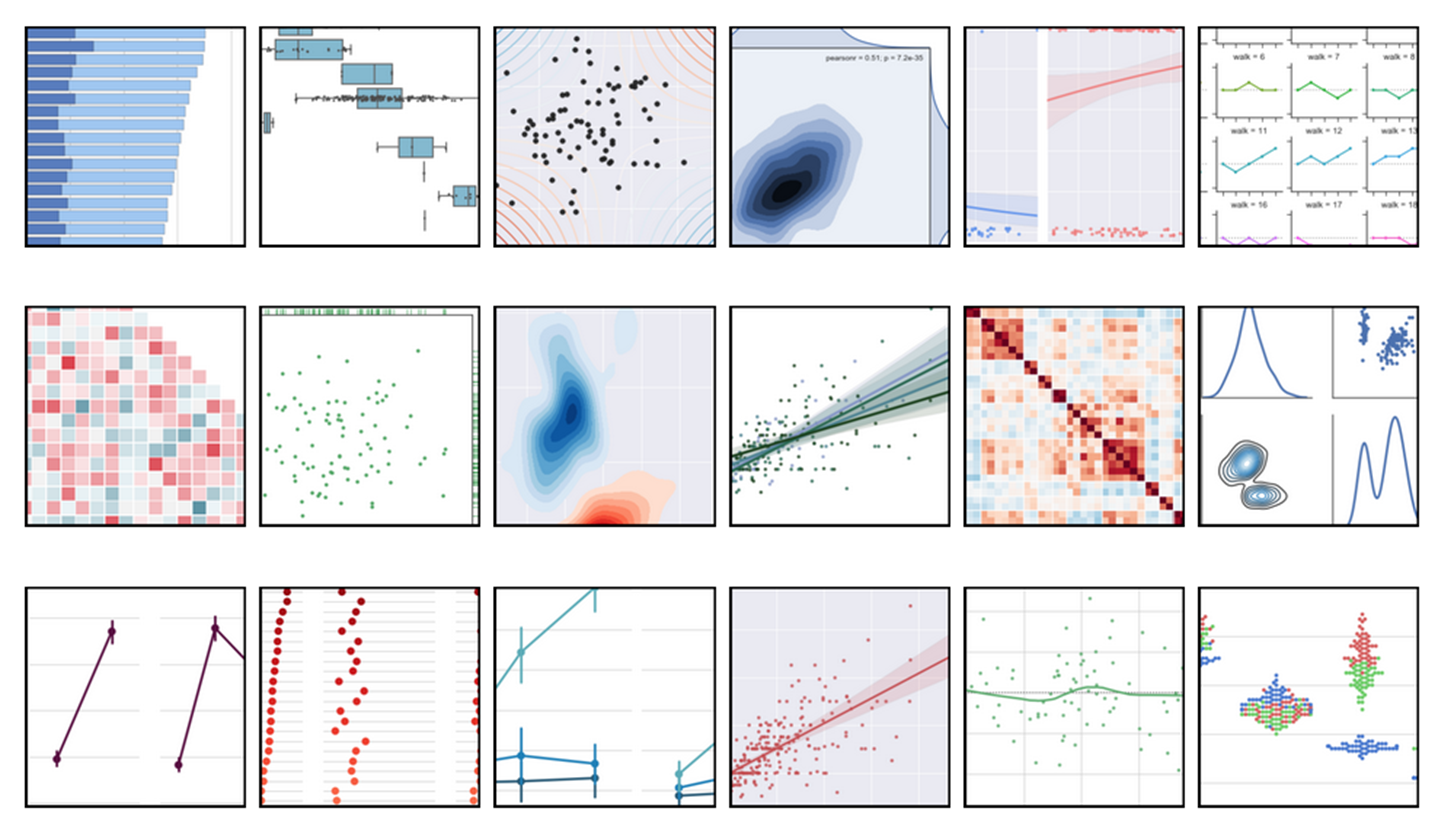 pearsonr = 0.51; p = 7.2e-35
walk = 6 walk = 7 walk = 8
walk = 11 walk = 12 walk = 13
walk = 16 walk = 17 walk = 18